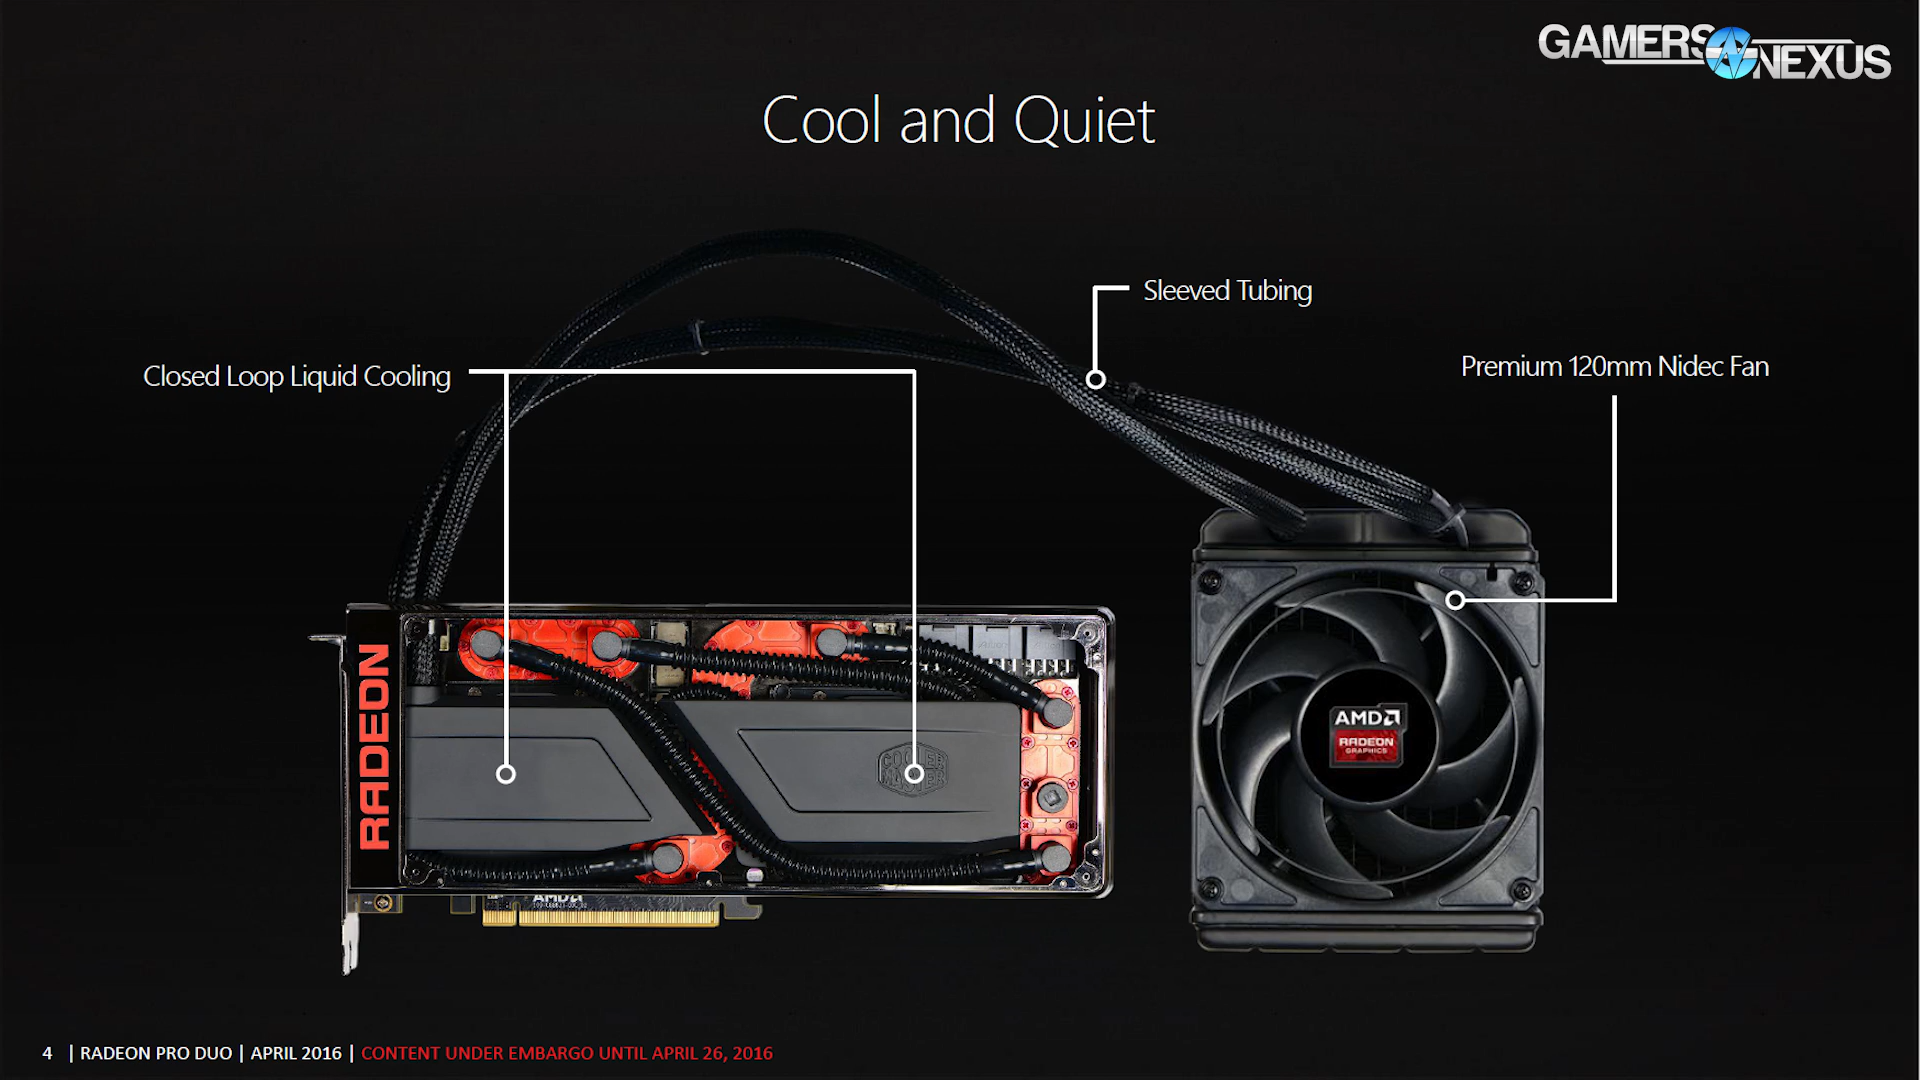 GAMERS NEXUS
Cool and Quiet
Sleeved Tubing
Premium 120mm Nidec Fan
Closed Loop Liquid Cooling
RADEON
COOLER
MASTER
AMD
RADEON
GRAPHICS
AMD
4 | RADEON PRO DUO | APRIL 2016 | CONTENT UNDER EMBARGO UNTIL APRIL 26, 2016